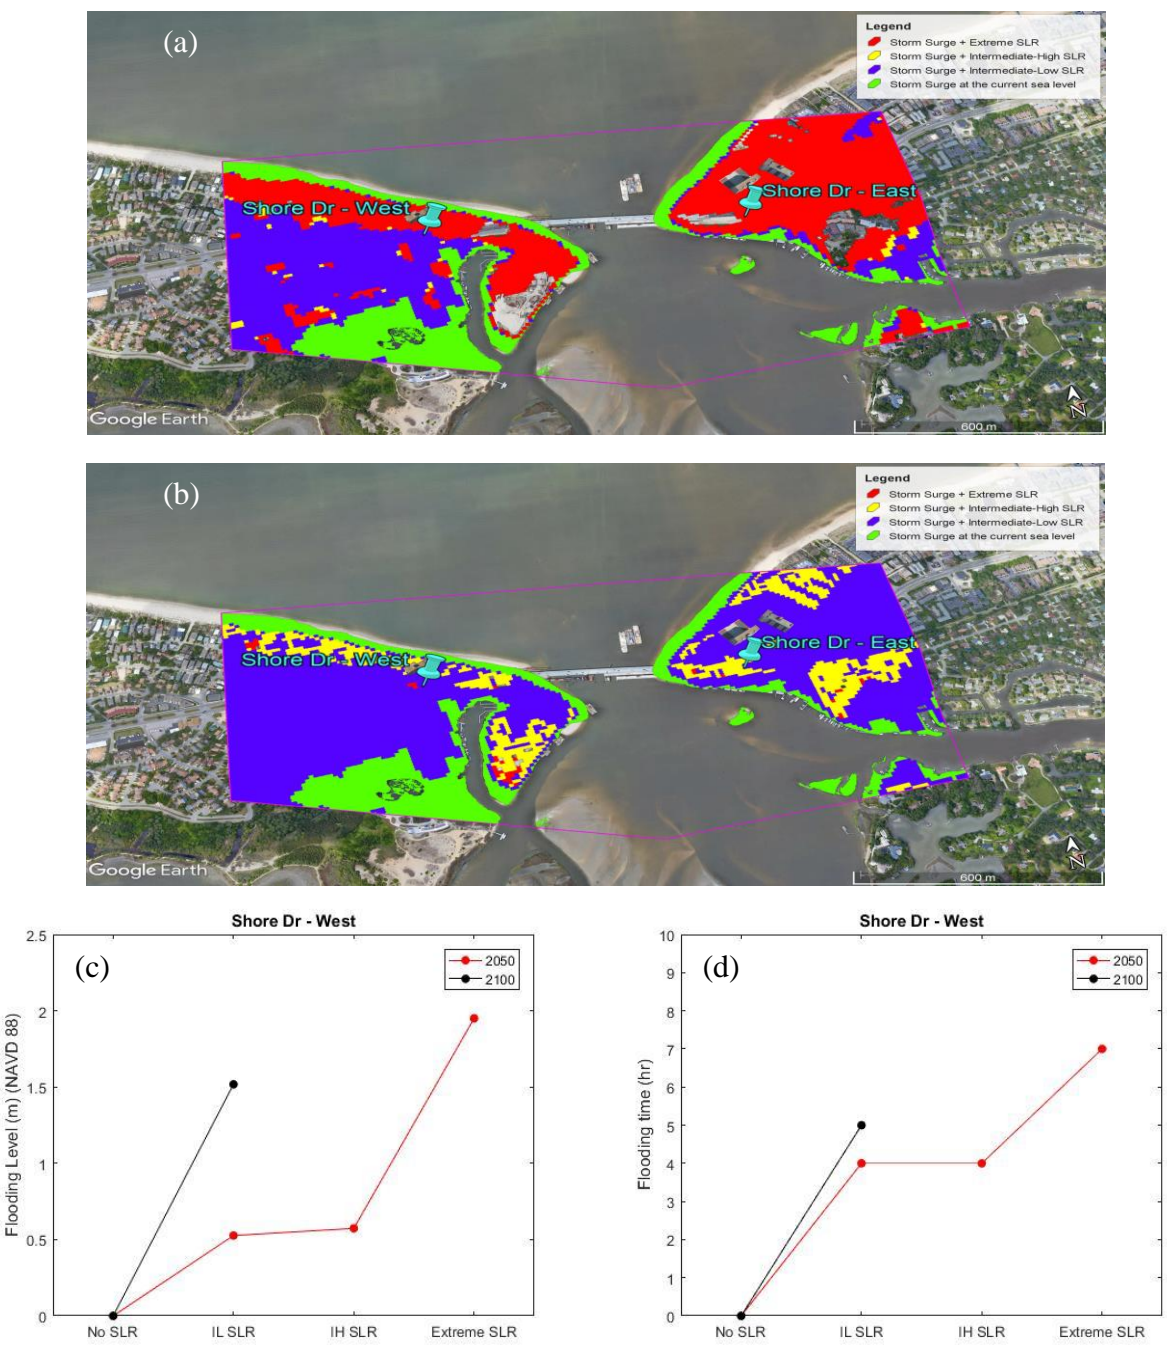 (a)
Legend
Storm Surge + Extreme SLR
Storm Surge + Intermediate-High SLR
Storm Surge + Intermediate-Low SLR
Storm Surge at the current sea level
Shore Dr - West
Shore Dr - East
Google Earth
N
600 m
(b)
Legend
Storm Surge + Extreme SLR
Storm Surge + Intermediate-High SLR
Storm Surge + Intermediate-Low SLR
Storm Surge at the current sea level
Shore Dr - West
Shore Dr - East
Google Earth
N
600 m
Shore Dr - West
(c)
2050
2100
Flooding Level (m) (NAVD 88)
2.5
2
1.5
1
0.5
0
No SLR
IL SLR
IH SLR
Extreme SLR
Shore Dr - West
(d)
2050
2100
Flooding time (hr)
10
9
8
7
6
5
4
3
2
1
0
No SLR
IL SLR
IH SLR
Extreme SLR